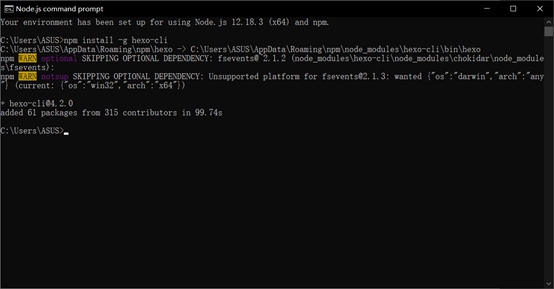 Node.js command prompt
Your environment has been set up for using Node.js 12.18.3 (x64) and npm.
C:\Users\ASUS>npm install -g hexo-cli
C:\Users\ASUS\AppData\Roaming\npm\hexo -> C:\Users\ASUS\AppData\Roaming\npm\node_modules\hexo-cli\bin\hexo
npm WARN optional SKIPPING OPTIONAL DEPENDENCY: fsevents@~2.1.2 (node_modules\hexo-cli\node_modules\chokidar\node_module
s\fsevents):
npm WARN notsup SKIPPING OPTIONAL DEPENDENCY: Unsupported platform for fsevents@2.1.3: wanted {"os":"darwin","arch":"any
"} (current: {"os":"win32","arch":"x64"})
+ hexo-cli@4.2.0
added 61 packages from 315 contributors in 99.74s
C:\Users\ASUS>